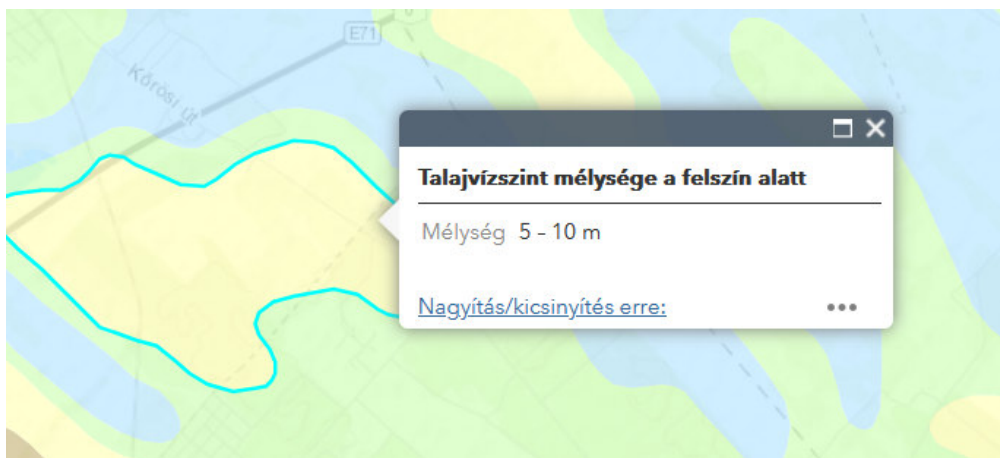 E71
Kőrösi út
Talajvízszint mélysége a felszín alatt
Mélység 5 - 10 m
Nagyítás/kicsinyítés erre: